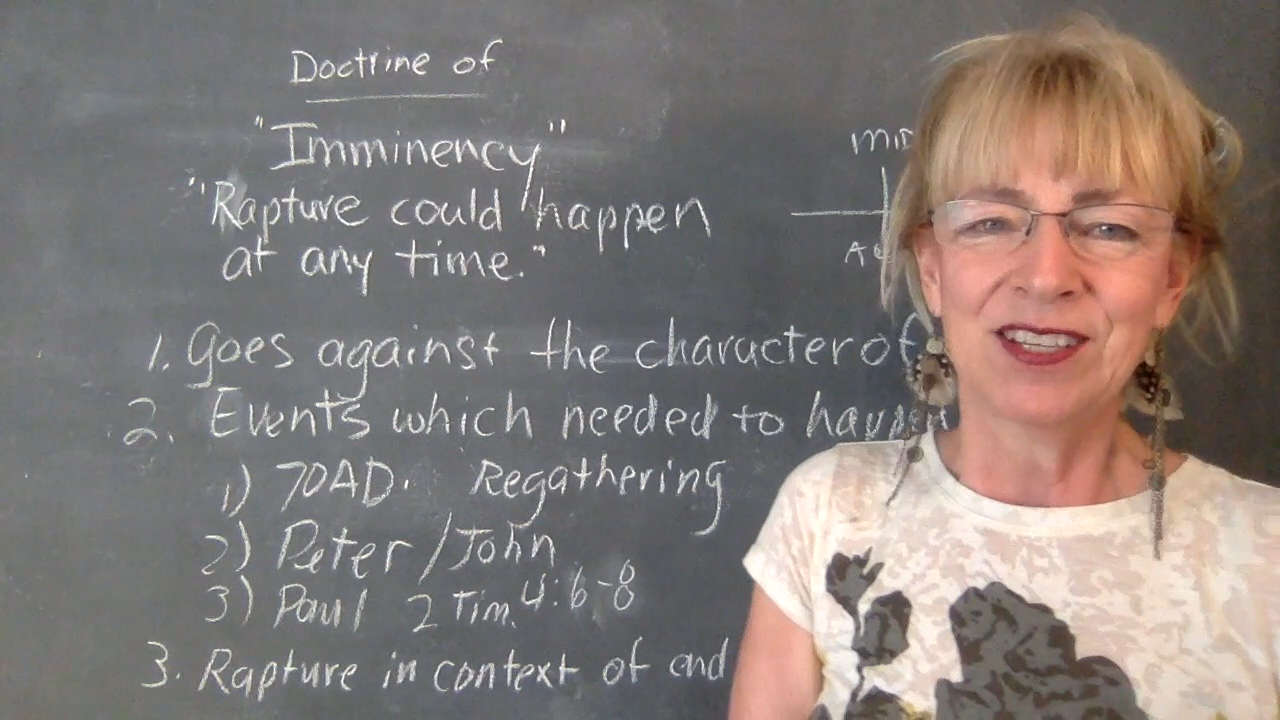 Doctrine of
"Imminency"
"Rapture could happen
at any time."
1. Goes against the character of
2. Events which needed to happen
1) 70AD. Regathering
2) Peter/John
3) Paul 2 Tim. 4:6-8
3. Rapture in context of end